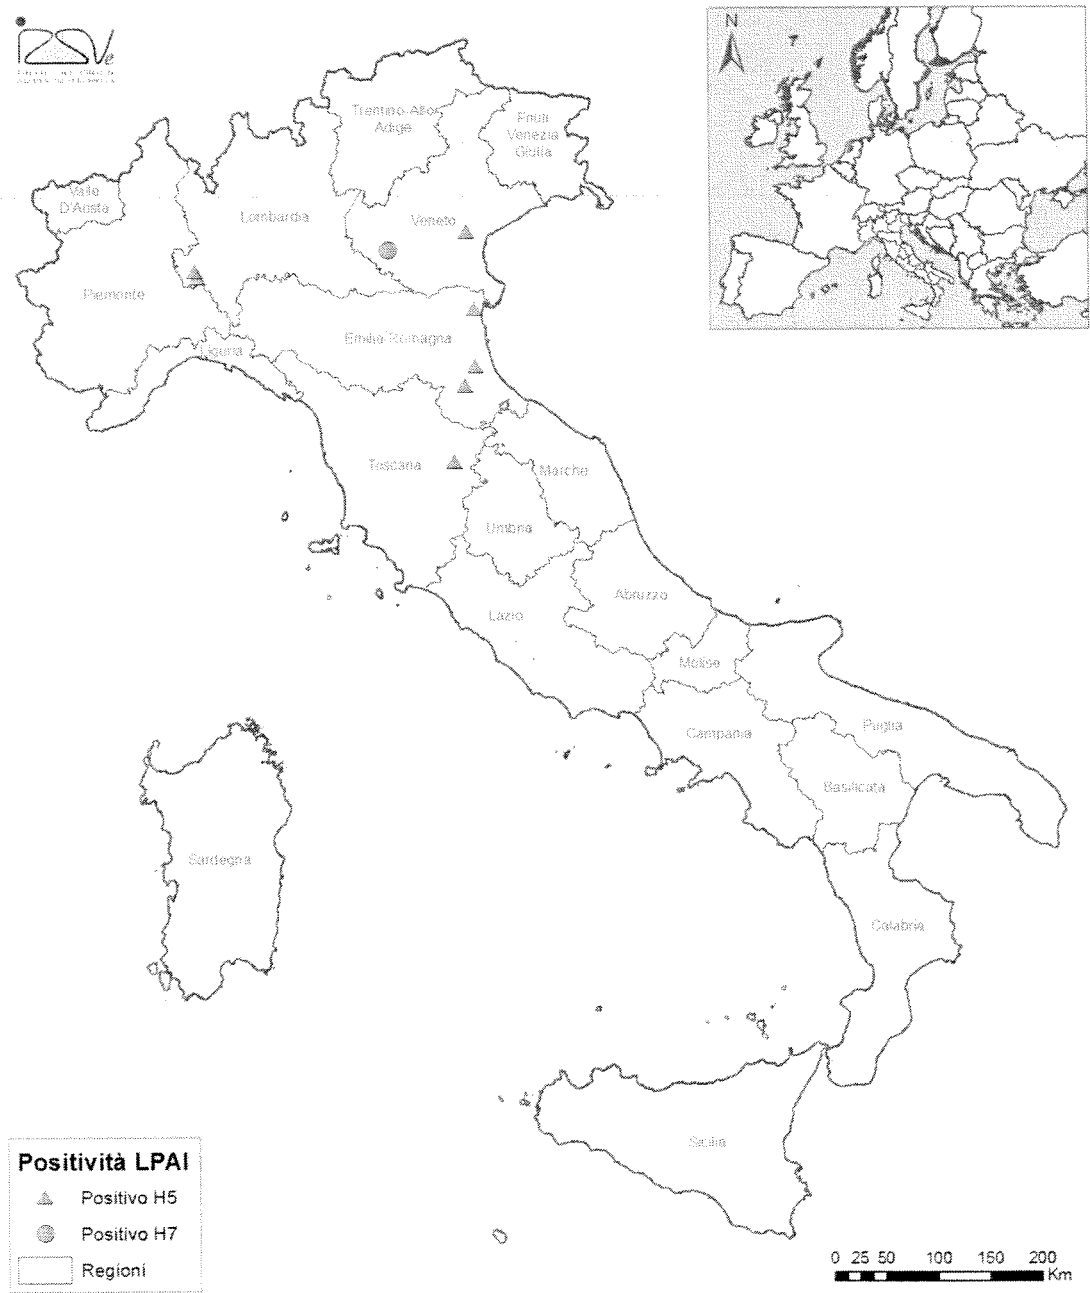 N
Trentino-Alto
Adige
Friuli
Venezia
Giulia
Valle
D'Aosta
Lombardia
Veneto
Piemonte
Emilia-Romagna
Liguria
Toscana
Marche
Umbria
Abruzzo
Lazio
Molise
Puglia
Campania
Basilicata
Sardegna
Calabria
Sicilia
Positività LPAI
Positivo H5
Positivo H7
Regioni
0 25 50 100 150 200
Km